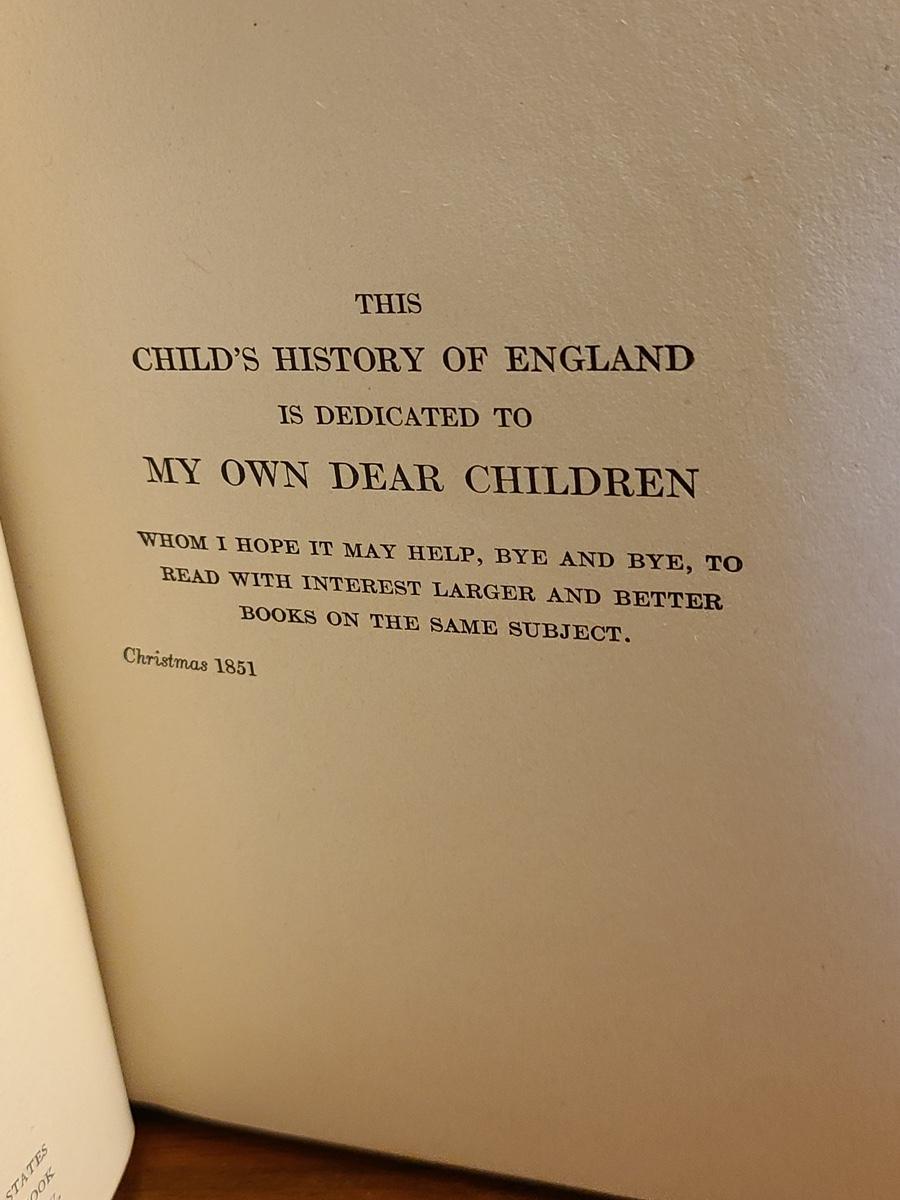 THIS
CHILD'S HISTORY OF ENGLAND
IS DEDICATED TO
MY OWN DEAR CHILDREN
WHOM I HOPE IT MAY HELP, BYE AND BYE, TO
READ WITH INTEREST LARGER AND BETTER
BOOKS ON THE SAME SUBJECT.
Christmas 1851
STATES